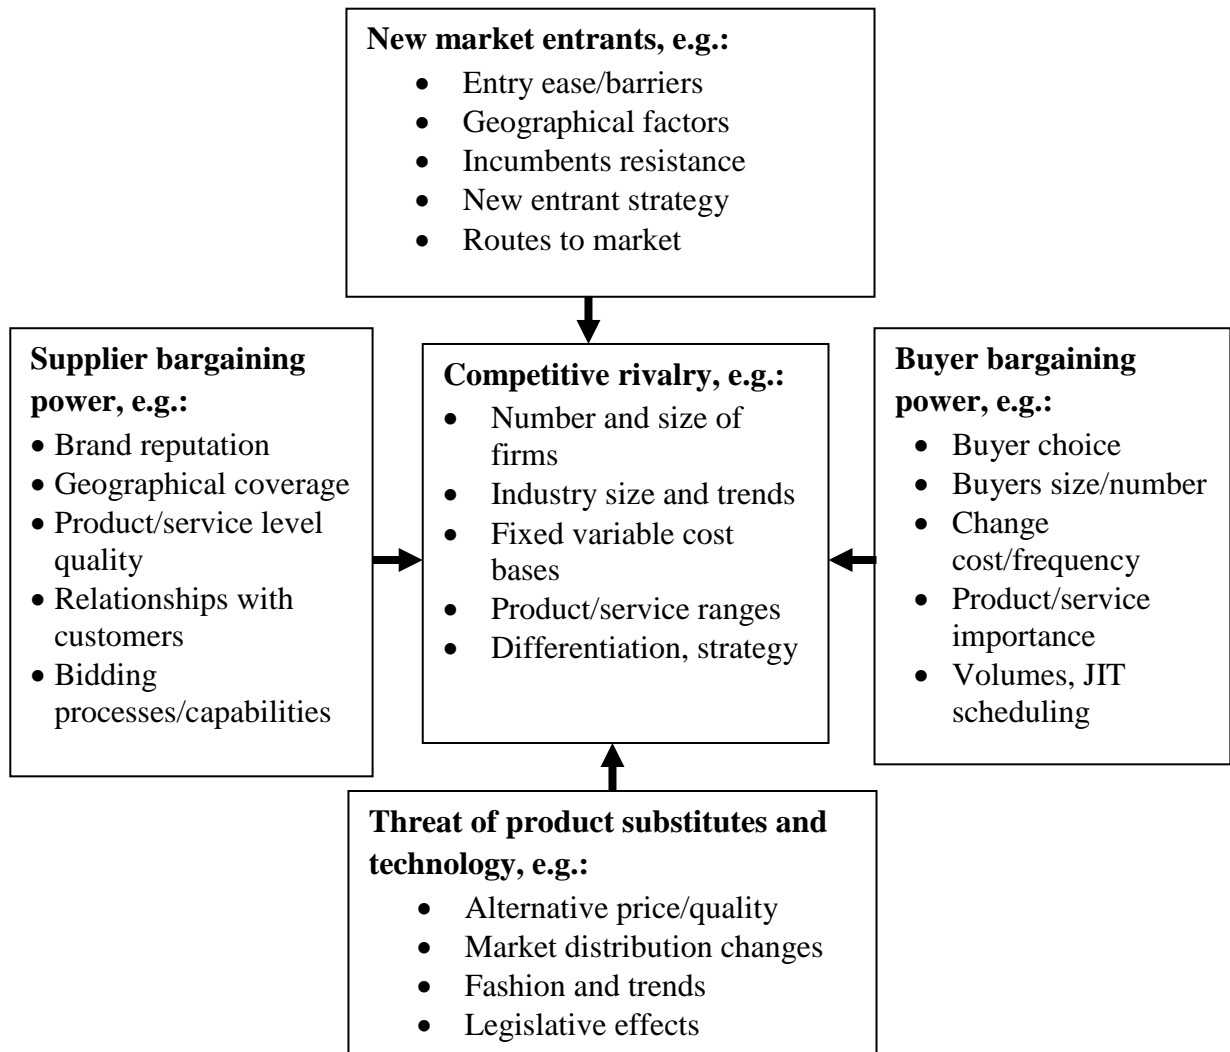 New market entrants, e.g.:
• Entry ease/barriers
• Geographical factors
• Incumbents resistance
• New entrant strategy
• Routes to market
Supplier bargaining
power, e.g.:
• Brand reputation
• Geographical coverage
• Product/service level
quality
• Relationships with
customers
• Bidding
processes/capabilities
Competitive rivalry, e.g.:
• Number and size of
firms
• Industry size and trends
• Fixed variable cost
bases
• Product/service ranges
• Differentiation, strategy
Buyer bargaining
power, e.g.:
• Buyer choice
• Buyers size/number
• Change
cost/frequency
• Product/service
importance
• Volumes, JIT
scheduling
Threat of product substitutes and
technology, e.g.:
• Alternative price/quality
• Market distribution changes
• Fashion and trends
• Legislative effects